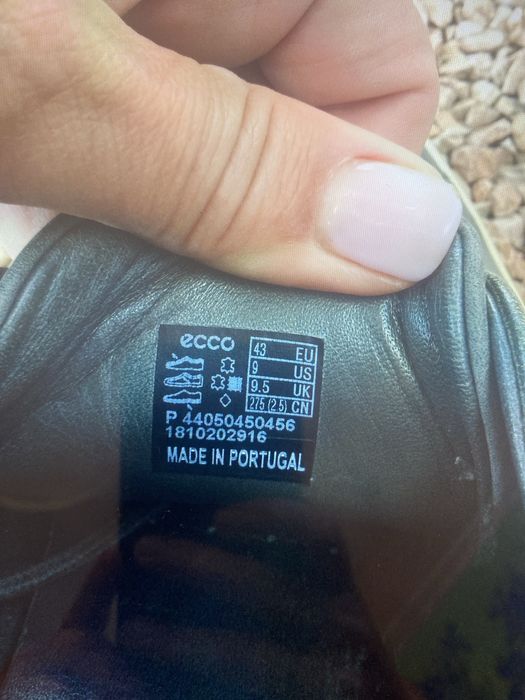 ecco
43 EU
9 US
9.5 UK
275 (2.5) CN
P 44050450456
1810202916
MADE IN PORTUGAL